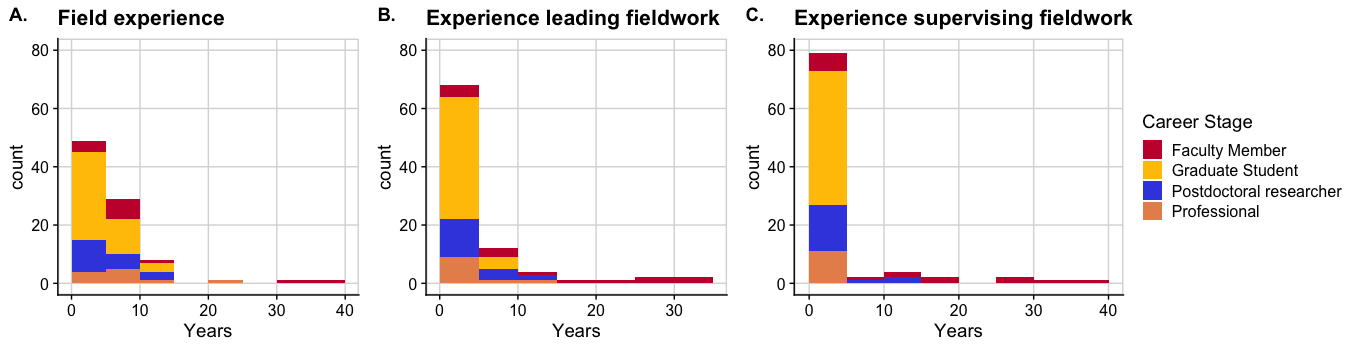 A. Field experience
80
60
40
20
0
count
0 10 20 30 40
Years
B. Experience leading fieldwork
80
60
40
20
0
count
0 10 20 30
Years
C. Experience supervising fieldwork
80
60
40
20
0
count
0 10 20 30 40
Years
Career Stage
Faculty Member
Graduate Student
Postdoctoral researcher
Professional